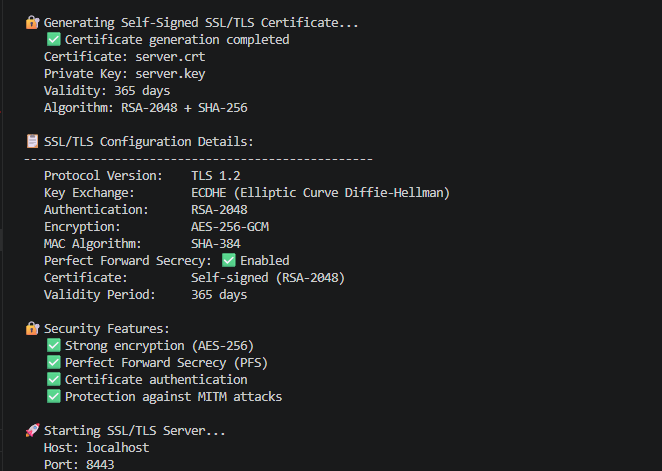 🔐 Generating Self-Signed SSL/TLS Certificate...
✅ Certificate generation completed
Certificate: server.crt
Private Key: server.key
Validity: 365 days
Algorithm: RSA-2048 + SHA-256
📋 SSL/TLS Configuration Details:
--------------------------------------------------
Protocol Version: TLS 1.2
Key Exchange: ECDHE (Elliptic Curve Diffie-Hellman)
Authentication: RSA-2048
Encryption: AES-256-GCM
MAC Algorithm: SHA-384
Perfect Forward Secrecy: ✅ Enabled
Certificate: Self-signed (RSA-2048)
Validity Period: 365 days
🔐 Security Features:
✅ Strong encryption (AES-256)
✅ Perfect Forward Secrecy (PFS)
✅ Certificate authentication
✅ Protection against MITM attacks
🚀 Starting SSL/TLS Server...
Host: localhost
Port: 8443